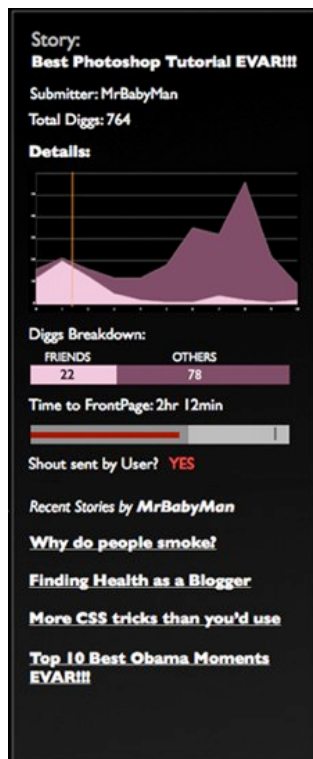 Story:
Best Photoshop Tutorial EVAR!!!
Submitter: MrBabyMan
Total Diggs: 764
Details:
Diggs Breakdown:
FRIENDS OTHERS
22 78
Time to FrontPage: 2hr 12min
Shout sent by User? YES
Recent Stories by MrBabyMan
Why do people smoke?
Finding Health as a Blogger
More CSS tricks than you'd use
Top 10 Best Obama Moments
EVAR!!!